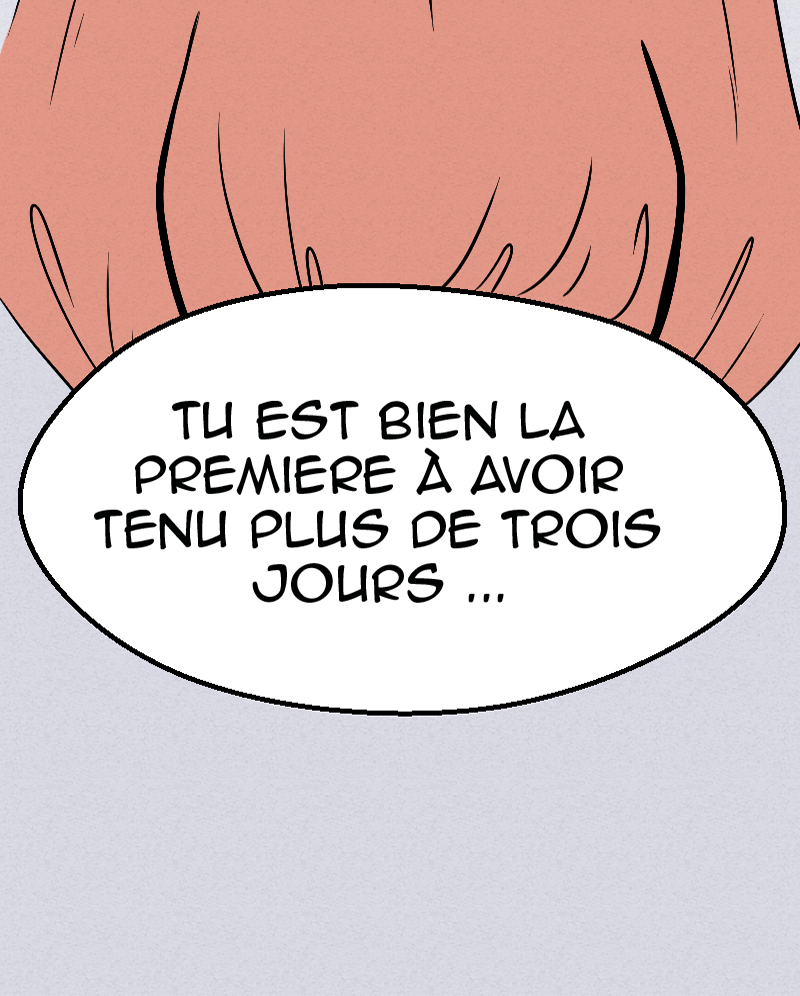 TU EST BIEN LA
PREMIERE À AVOIR
TENU PLUS DE TROIS
JOURS ...